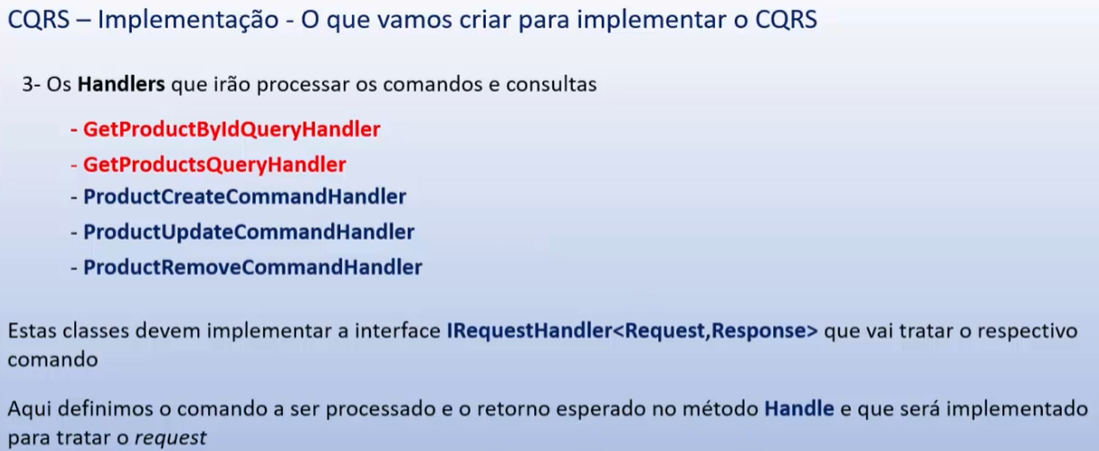 CQRS – Implementação - O que vamos criar para implementar o CQRS
3- Os Handlers que irão processar os comandos e consultas
- GetProductByIdQueryHandler
- GetProductsQueryHandler
- ProductCreateCommandHandler
- ProductUpdateCommandHandler
- ProductRemoveCommandHandler
Estas classes devem implementar a interface IRequestHandler<Request,Response> que vai tratar o respectivo
comando
Aqui definimos o comando a ser processado e o retorno esperado no método Handle e que será implementado
para tratar o request